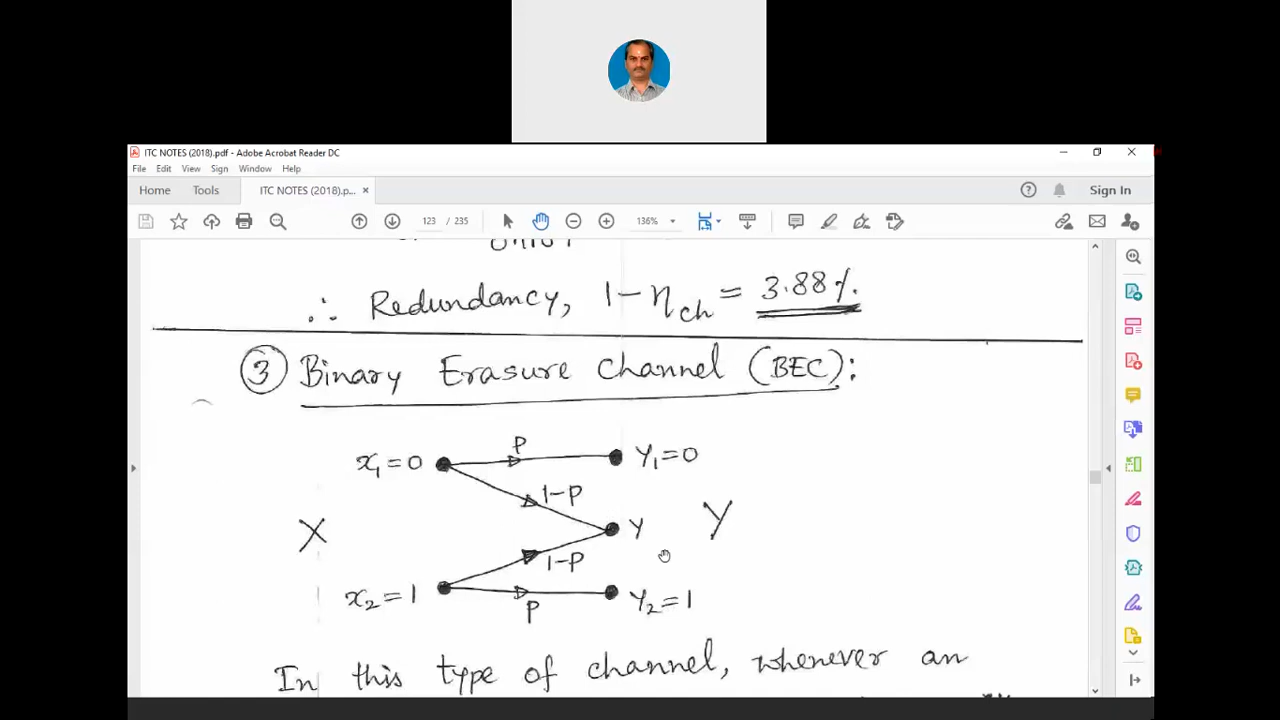 ITC NOTES (2018).pdf - Adobe Acrobat Reader DC
File Edit View Sign Window Help
Home Tools ITC NOTES (2018).p... ×
Sign In
123 / 235 136%
∴ Redundancy, 1-ηch = 3.88%.
③ Binary Erasure Channel (BEC):
x₁=0 P Y₁=0
1-P
X Y Y
1-P
x₂=1 P Y₂=1
In this type of channel, whenever an